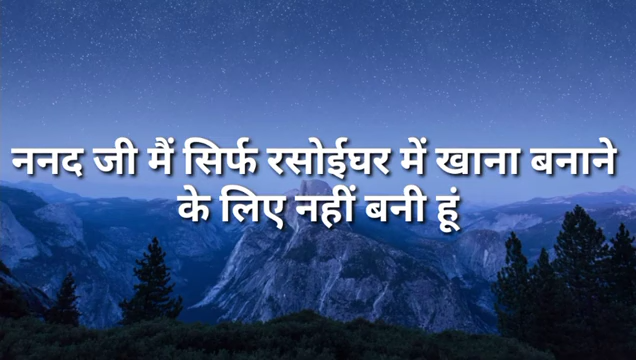 ननद जी मैं सिर्फ रसोईघर में खाना बनाने
के लिए नहीं बनी हूं